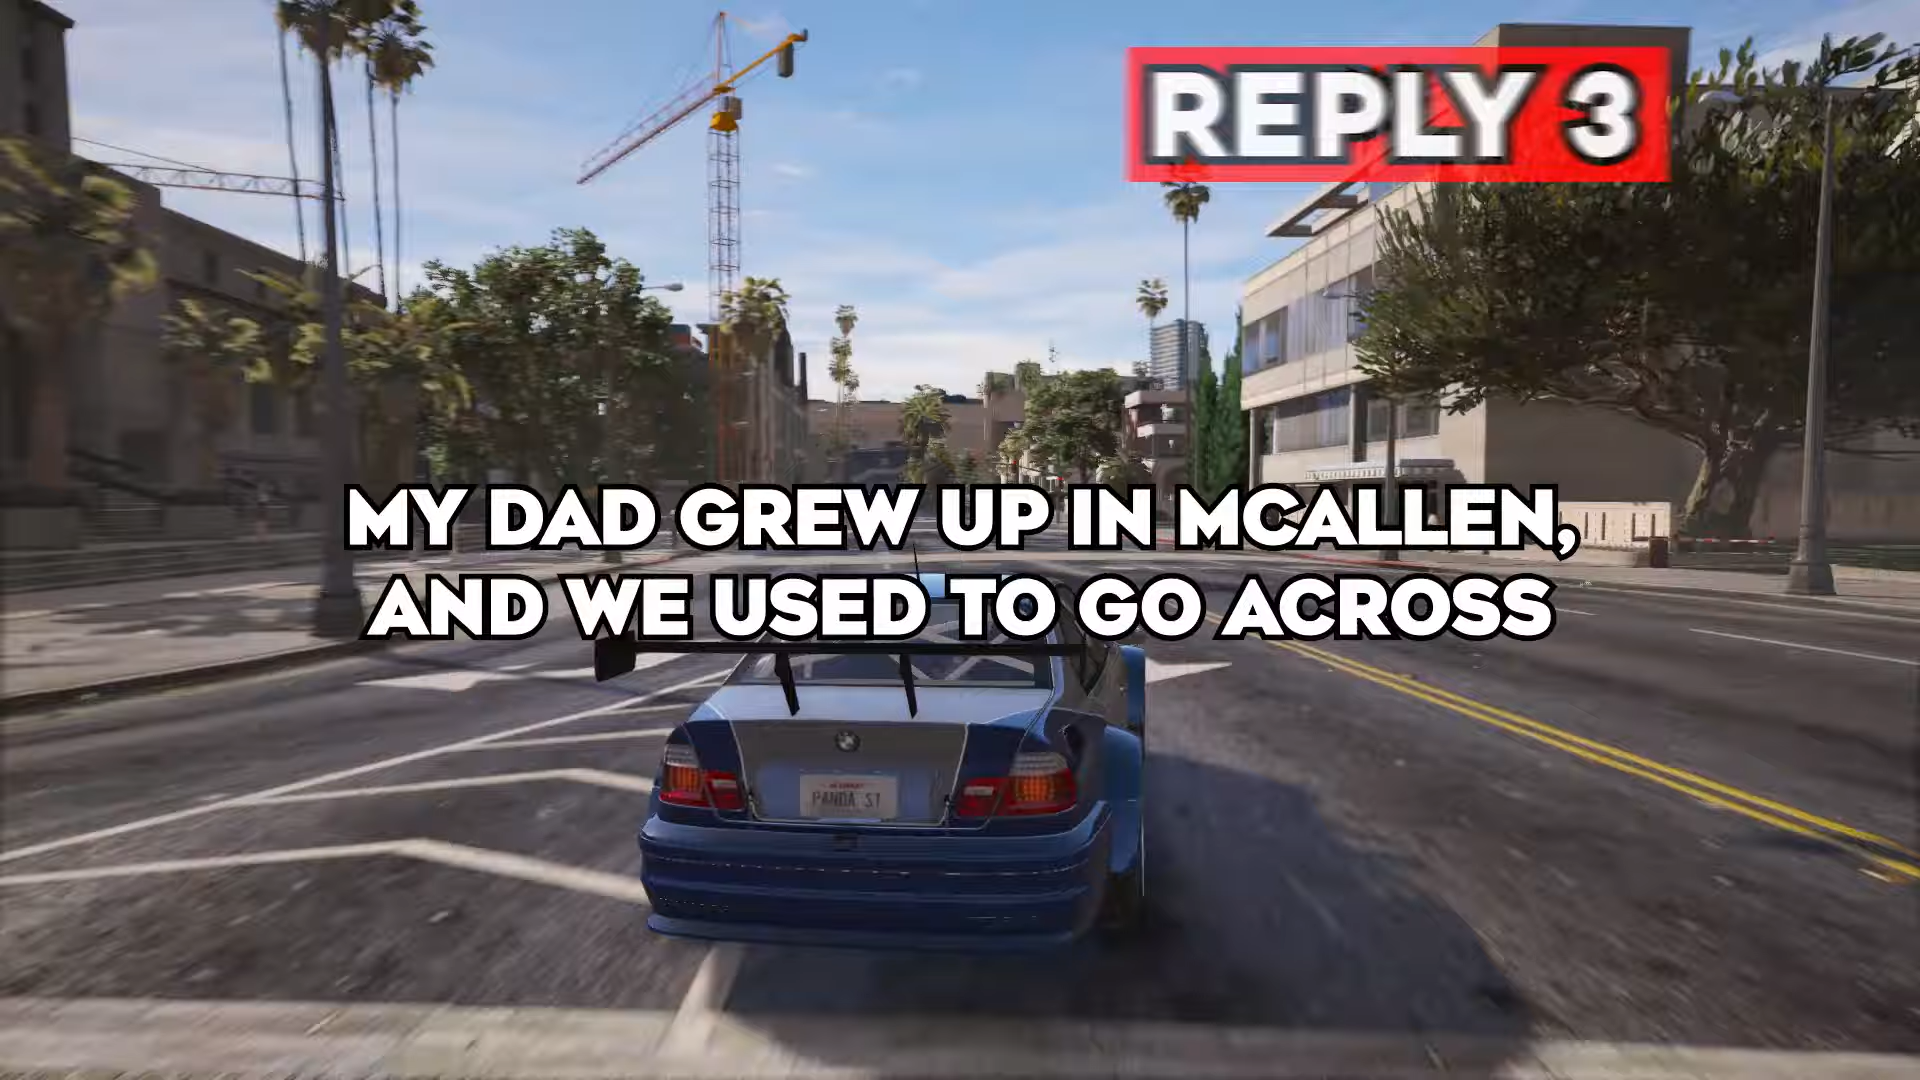 REPLY 3
MY DAD GREW UP IN MCALLEN,
AND WE USED TO GO ACROSS
PANDA ST